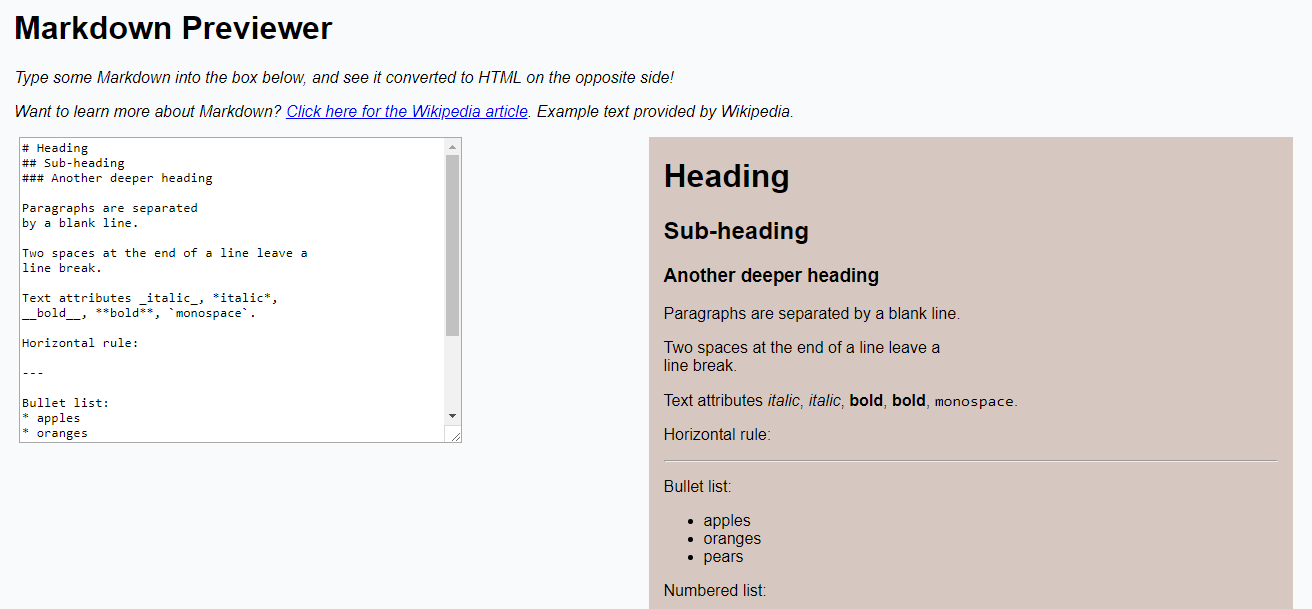 Markdown Previewer
Type some Markdown into the box below, and see it converted to HTML on the opposite side!
Want to learn more about Markdown? Click here for the Wikipedia article. Example text provided by Wikipedia.
# Heading
## Sub-heading
### Another deeper heading
Paragraphs are separated
by a blank line.
Two spaces at the end of a line leave a
line break.
Text attributes _italic_, *italic*,
__bold__, **bold**, `monospace`.
Horizontal rule:
---
Bullet list:
* apples
* oranges
Heading
Sub-heading
Another deeper heading
Paragraphs are separated by a blank line.
Two spaces at the end of a line leave a
line break.
Text attributes italic, italic, bold, bold, monospace.
Horizontal rule:
Bullet list:
• apples
• oranges
• pears
Numbered list: